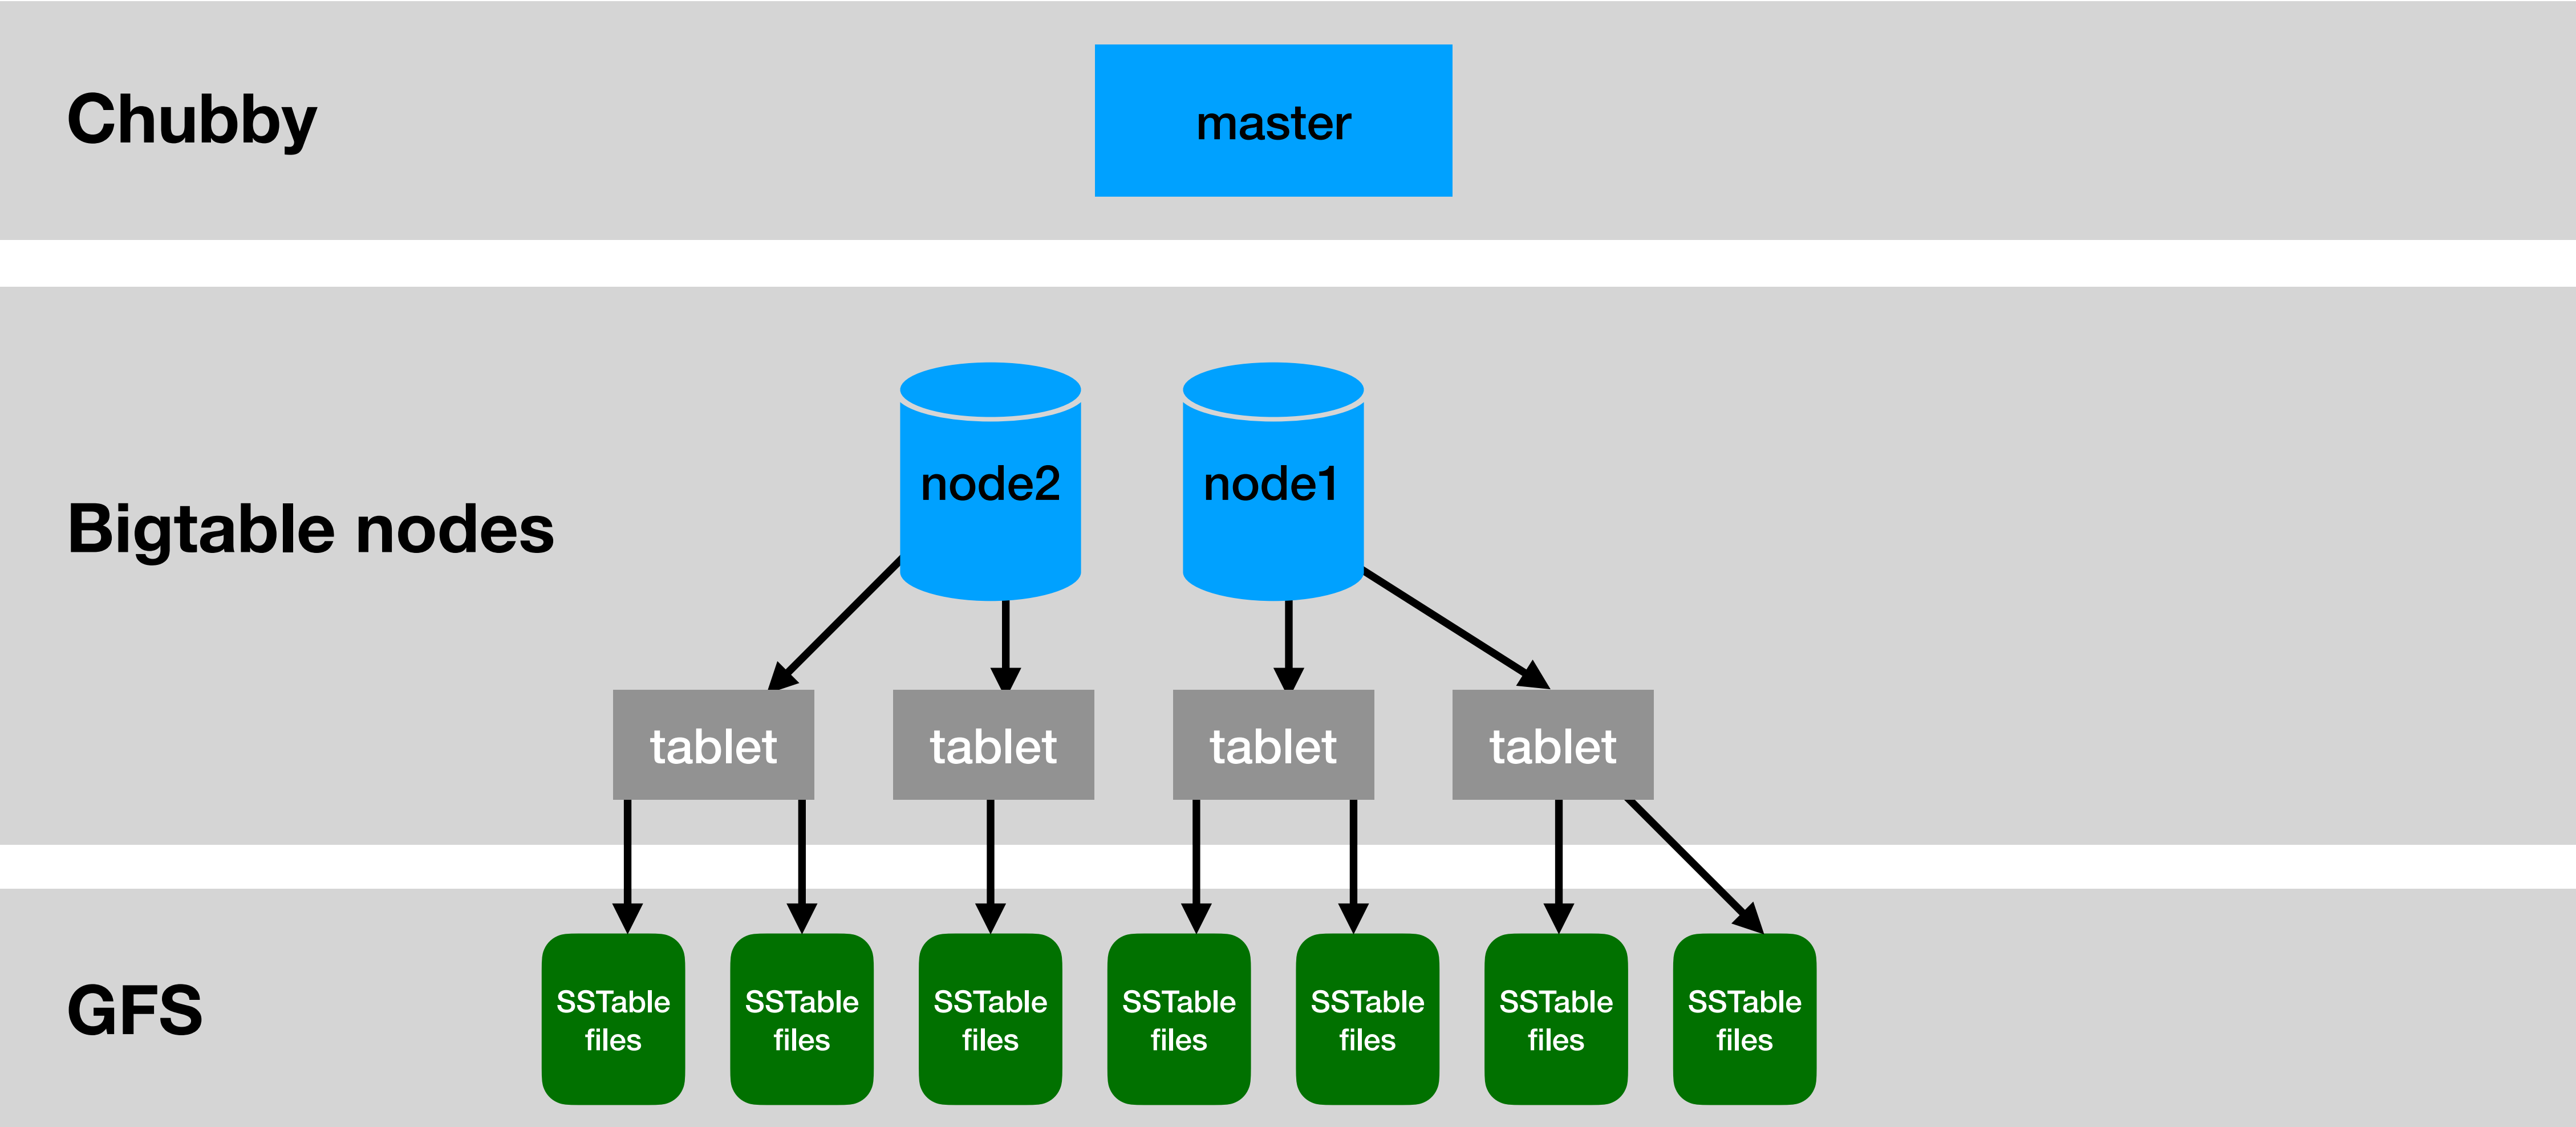 Chubby
master
Bigtable nodes
node2
node1
tablet
tablet
tablet
tablet
GFS
SSTable
files
SSTable
files
SSTable
files
SSTable
files
SSTable
files
SSTable
files
SSTable
files